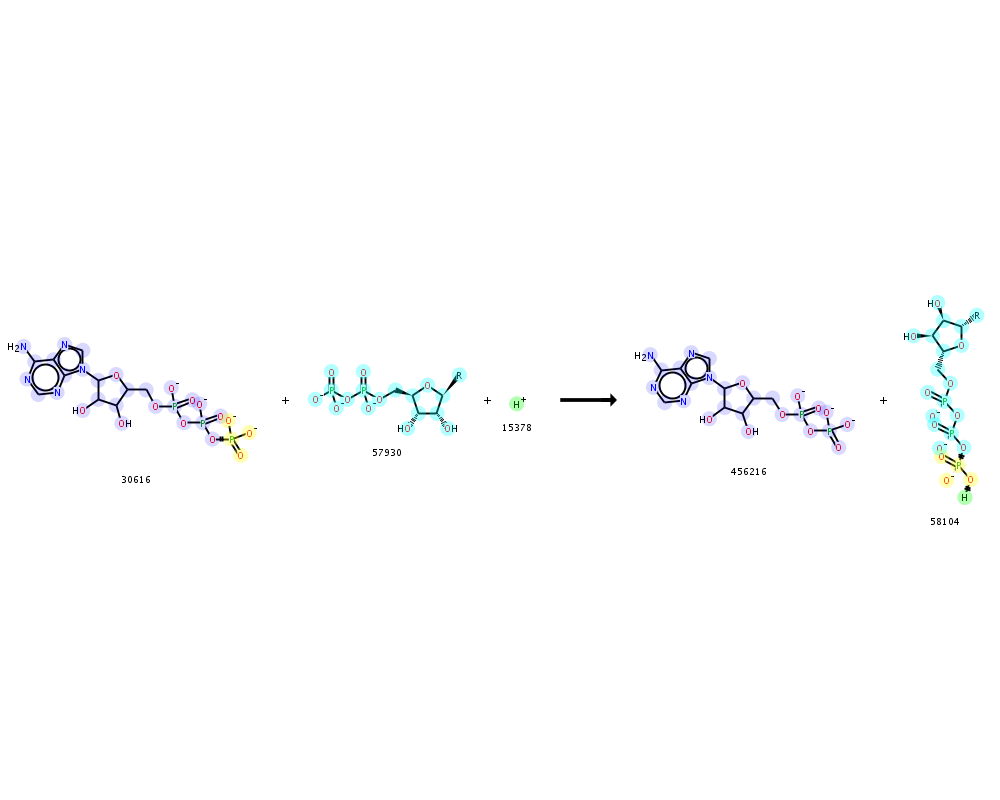 H2N N N N N O HO OH O P O- O O P O- O O P O- O- O
30616
+
O O- P O- O P O- O O HO OH R
57930
+
H+
15378
H2N N N N N O HO OH O P O- O O P O- O- O
456216
+
HO HO R O O P O O- O P O- O P O O- O H
58104